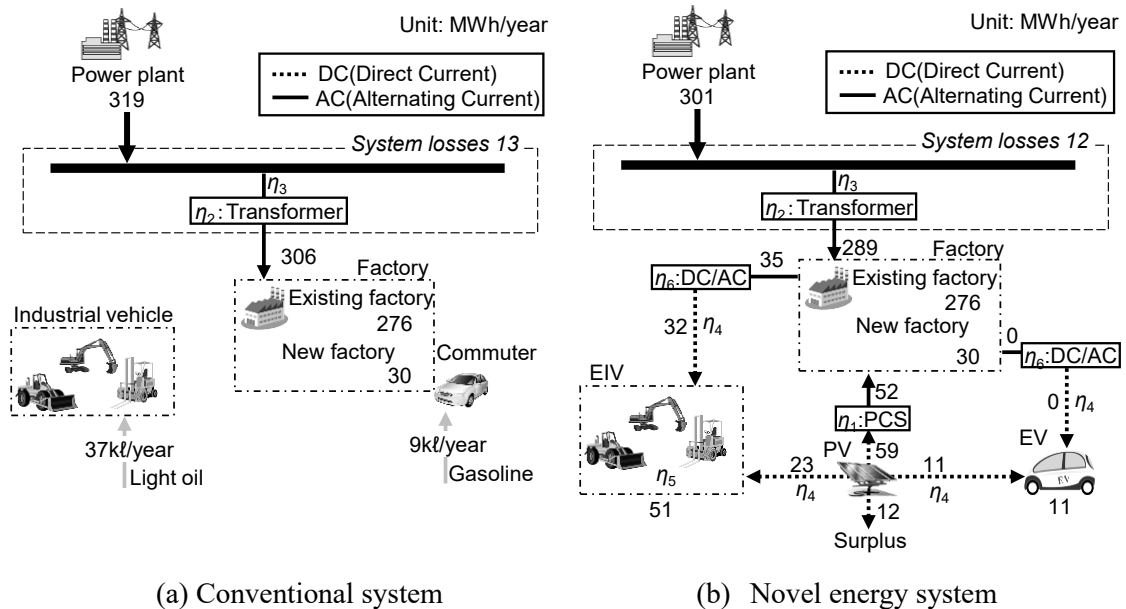 Unit: MWh/year
Power plant
319
DC(Direct Current)
AC(Alternating Current)
System losses 13
η3
η2:Transformer
306
Factory
Existing factory
276
New factory
30
Industrial vehicle
Commuter
37kℓ/year
Light oil
9kℓ/year
Gasoline
(a) Conventional system
Unit: MWh/year
Power plant
301
DC(Direct Current)
AC(Alternating Current)
System losses 12
η3
η2:Transformer
289
Factory
35
η6:DC/AC
Existing factory
276
New factory
30
0
η6:DC/AC
32
η4
0
η4
EIV
52
η1:PCS
59
PV
EV
EV
23
η4
11
η4
η5
51
11
12
Surplus
(b) Novel energy system